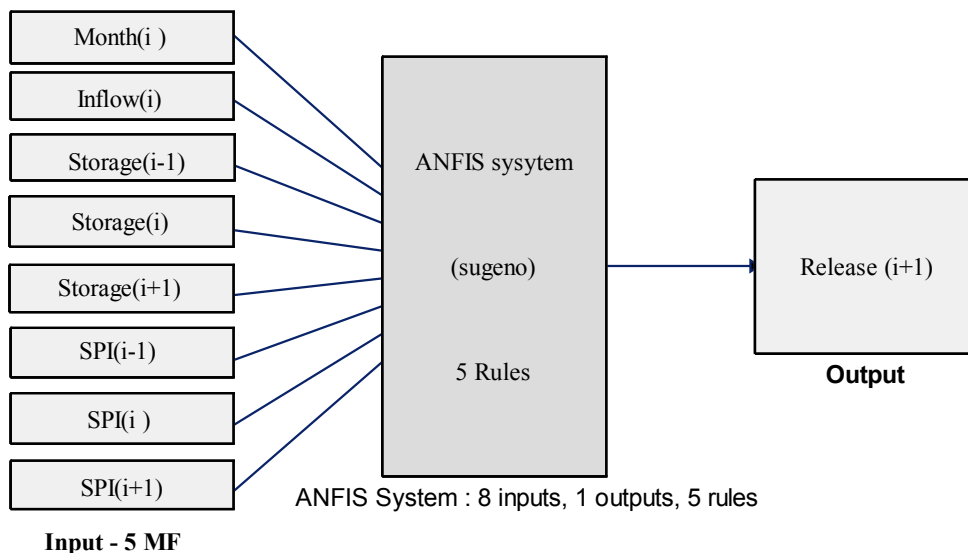 Month(i )
Inflow(i)
Storage(i-1)
Storage(i)
Storage(i+1)
SPI(i-1)
SPI(i )
SPI(i+1)
Input - 5 MF
ANFIS sysytem
(sugeno)
5 Rules
ANFIS System : 8 inputs, 1 outputs, 5 rules
Release (i+1)
Output